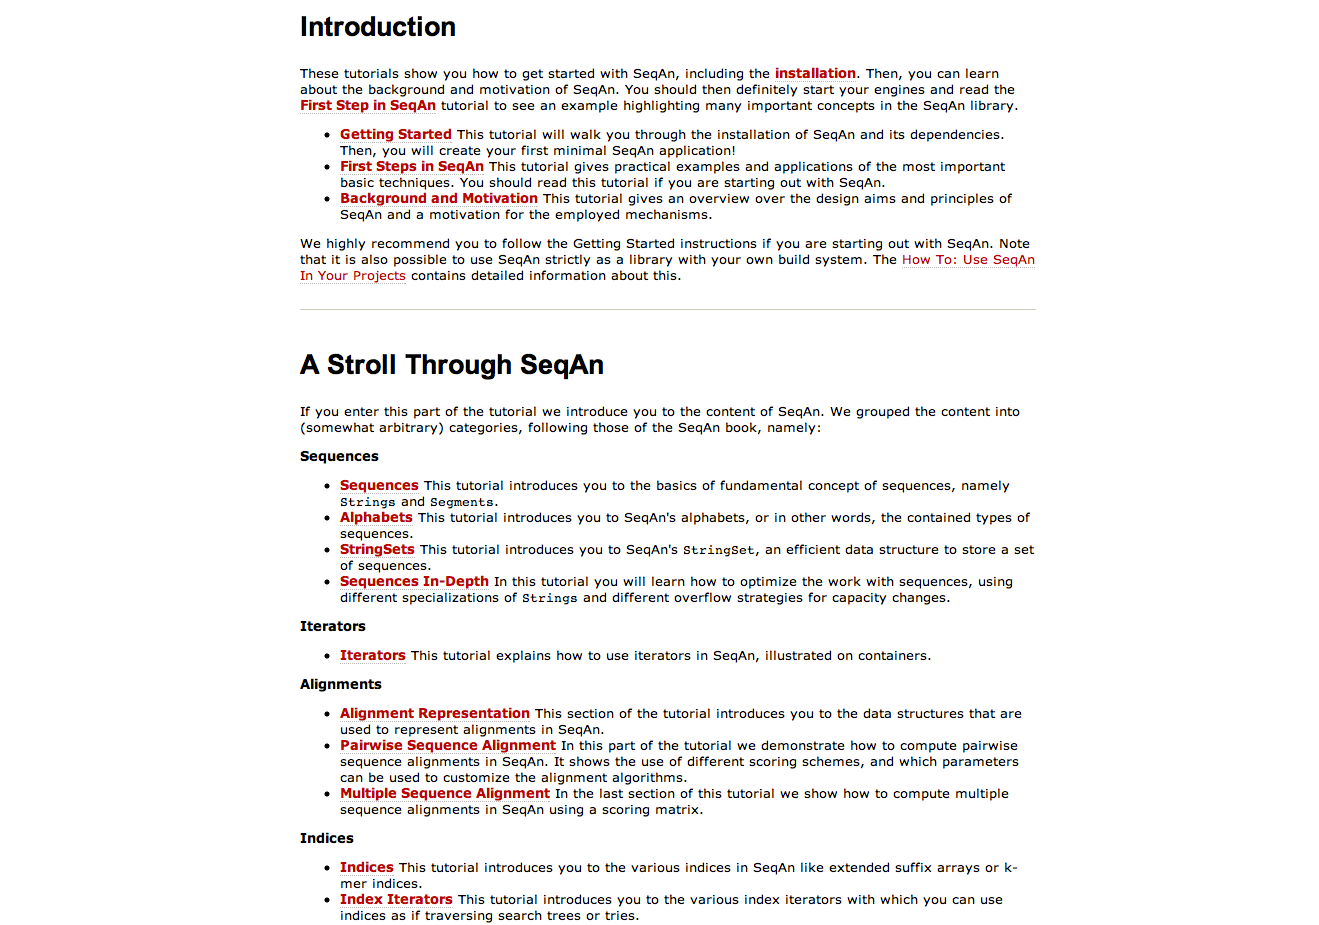 Introduction
These tutorials show you how to get started with SeqAn, including the installation. Then, you can learn
about the background and motivation of SeqAn. You should then definitely start your engines and read the
First Step in SeqAn tutorial to see an example highlighting many important concepts in the SeqAn library.
• Getting Started This tutorial will walk you through the installation of SeqAn and its dependencies.
Then, you will create your first minimal SeqAn application!
• First Steps in SeqAn This tutorial gives practical examples and applications of the most important
basic techniques. You should read this tutorial if you are starting out with SeqAn.
• Background and Motivation This tutorial gives an overview over the design aims and principles of
SeqAn and a motivation for the employed mechanisms.
We highly recommend you to follow the Getting Started instructions if you are starting out with SeqAn. Note
that it is also possible to use SeqAn strictly as a library with your own build system. The How To: Use SeqAn
In Your Projects contains detailed information about this.
A Stroll Through SeqAn
If you enter this part of the tutorial we introduce you to the content of SeqAn. We grouped the content into
(somewhat arbitrary) categories, following those of the SeqAn book, namely:
Sequences
• Sequences This tutorial introduces you to the basics of fundamental concept of sequences, namely
Strings and Segments.
• Alphabets This tutorial introduces you to SeqAn's alphabets, or in other words, the contained types of
sequences.
• StringSets This tutorial introduces you to SeqAn's StringSet, an efficient data structure to store a set
of sequences.
• Sequences In-Depth In this tutorial you will learn how to optimize the work with sequences, using
different specializations of Strings and different overflow strategies for capacity changes.
Iterators
• Iterators This tutorial explains how to use iterators in SeqAn, illustrated on containers.
Alignments
• Alignment Representation This section of the tutorial introduces you to the data structures that are
used to represent alignments in SeqAn.
• Pairwise Sequence Alignment In this part of the tutorial we demonstrate how to compute pairwise
sequence alignments in SeqAn. It shows the use of different scoring schemes, and which parameters
can be used to customize the alignment algorithms.
• Multiple Sequence Alignment In the last section of this tutorial we show how to compute multiple
sequence alignments in SeqAn using a scoring matrix.
Indices
• Indices This tutorial introduces you to the various indices in SeqAn like extended suffix arrays or k-
mer indices.
• Index Iterators This tutorial introduces you to the various index iterators with which you can use
indices as if traversing search trees or tries.